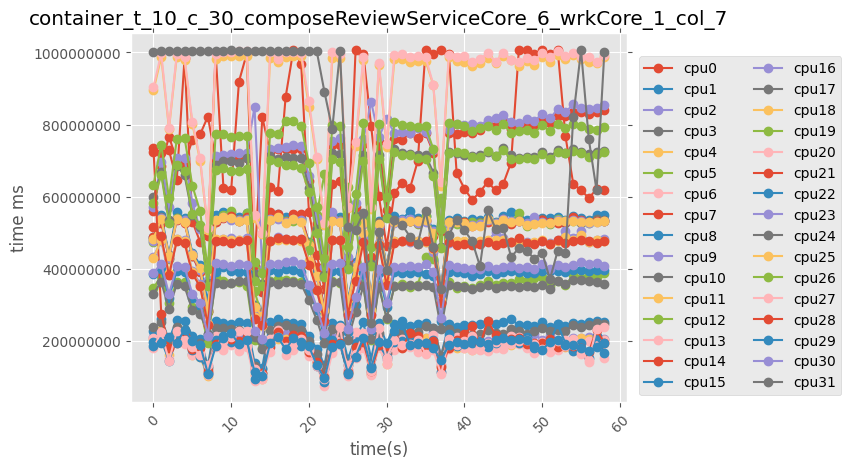 container_t_10_c_30_composeReviewServiceCore_6_wrkCore_1_col_7
1000000000
800000000
600000000
400000000
200000000
time ms
0
10
20
30
40
50
60
time(s)
cpu0
cpu1
cpu2
cpu3
cpu4
cpu5
cpu6
cpu7
cpu8
cpu9
cpu10
cpu11
cpu12
cpu13
cpu14
cpu15
cpu16
cpu17
cpu18
cpu19
cpu20
cpu21
cpu22
cpu23
cpu24
cpu25
cpu26
cpu27
cpu28
cpu29
cpu30
cpu31